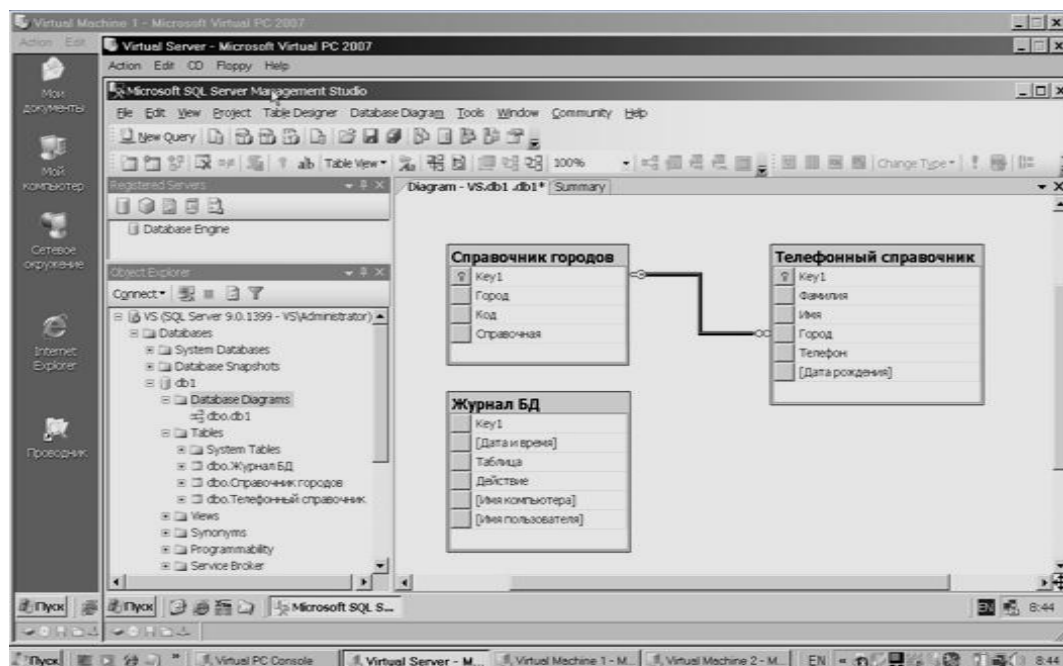 Virtual Machine 1 - Microsoft Virtual PC 2007
Action Edit
Virtual Server - Microsoft Virtual PC 2007
Action Edit CD Floppy Help
Мои документы
Мой компьютер
Сетевое окружение
Internet Explorer
Проводник
Microsoft SQL Server Management Studio
File Edit View Project Table Designer Database Diagram Tools Window Community Help
New Query
Table View 100% Change Type
Registered Servers
Database Engine
Object Explorer
Connect
VS (SQL Server 9.0.1399 - VS\Administrator)
Databases
System Databases
Database Snapshots
db1
Database Diagrams
dbo.db1
Tables
System Tables
dbo.Журнал БД
dbo.Справочник городов
dbo.Телефонный справочник
Views
Synonyms
Programmability
Service Broker
Diagram - VS.db1 .db1* Summary
Справочник городов
Key1
Город
Код
Справочная
Телефонный справочник
Key1
Фамилия
Имя
Город
Телефон
[Дата рождения]
Журнал БД
Key1
[Дата и время]
Таблица
Действие
[Имя компьютера]
[Имя пользователя]
Пуск
Пуск Microsoft SQL S... EN 8:44
Пуск Virtual PC Console Virtual Server - M... Virtual Machine 1 - M... Virtual Machine 2 - M... EN